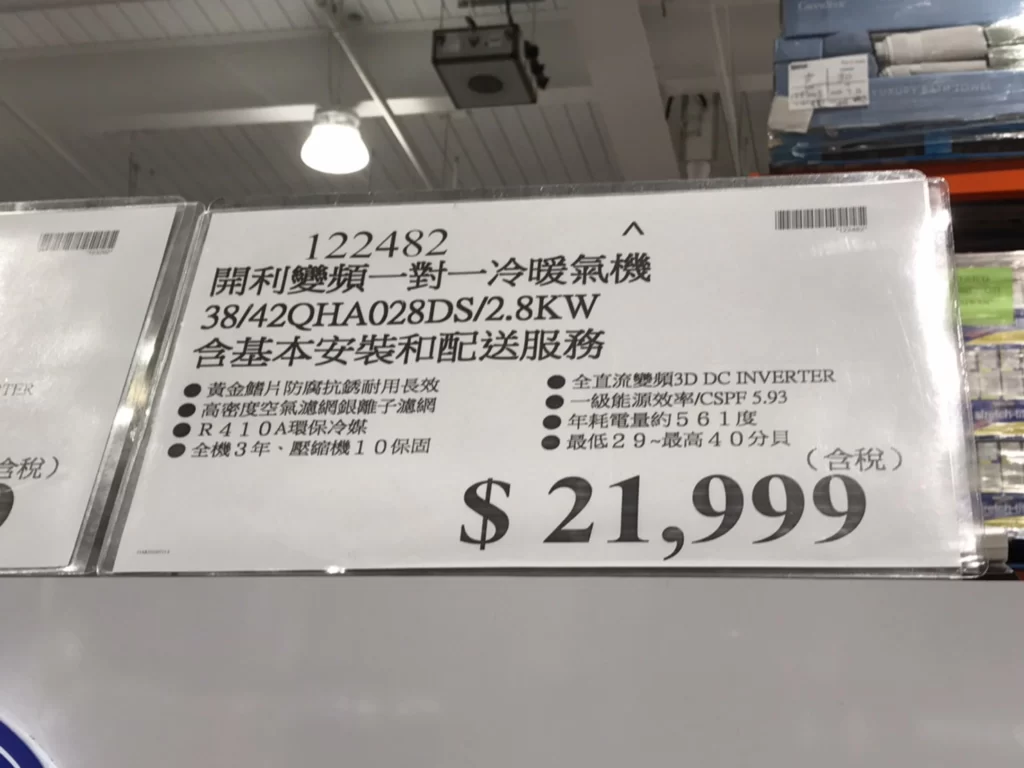 122482
^
開利變頻一對一冷暖氣機
38/42QHA028DS/2.8KW
含基本安裝和配送服務
●黃金鰭片防腐抗銹耐用長效
●高密度空氣濾網銀離子濾網
●R410A環保冷媒
●全機3年、壓縮機10保固
●全直流變頻3D DC INVERTER
●一級能源效率/CSPF 5.93
●年耗電量約561度
●最低29~最高40分貝
(含稅)
$ 21,999
TER
含稅)
9